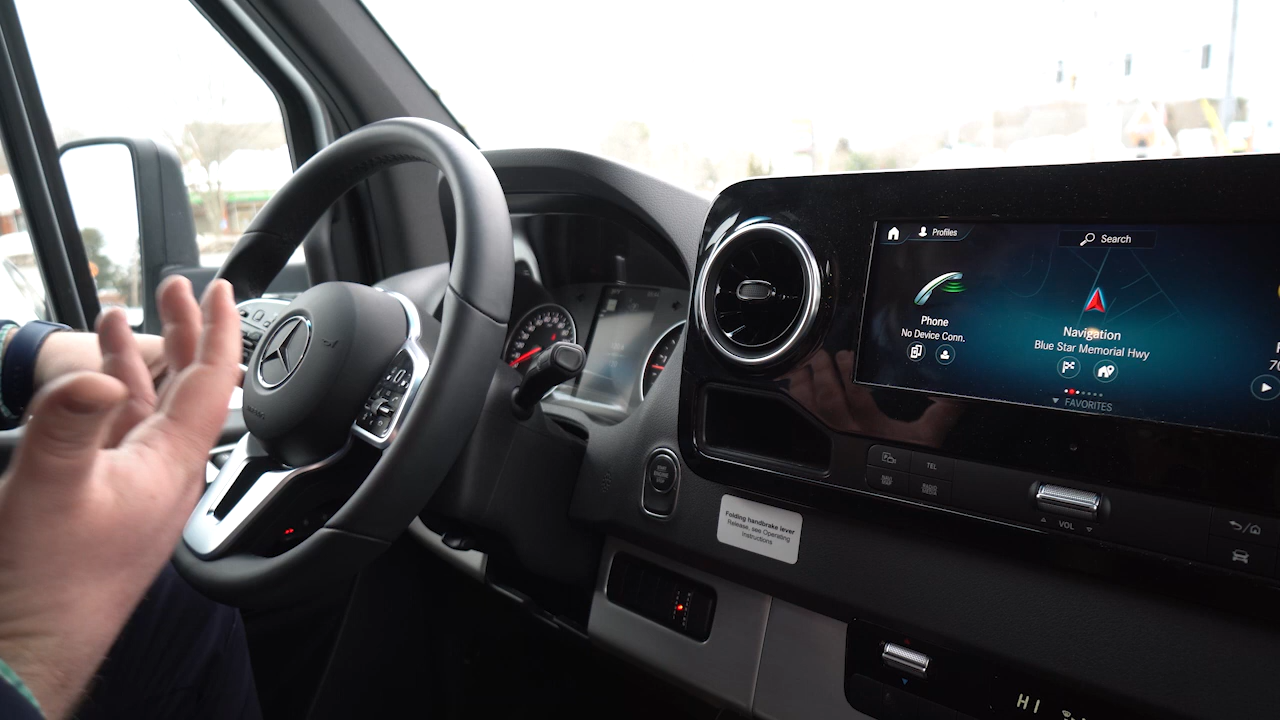 Profiles
Search
Phone
No Device Conn.
Navigation
Blue Star Memorial Hwy
FAVORITES
TEL
VOL
Folding handbrake lever
Release, see Operating
Instructions
HI